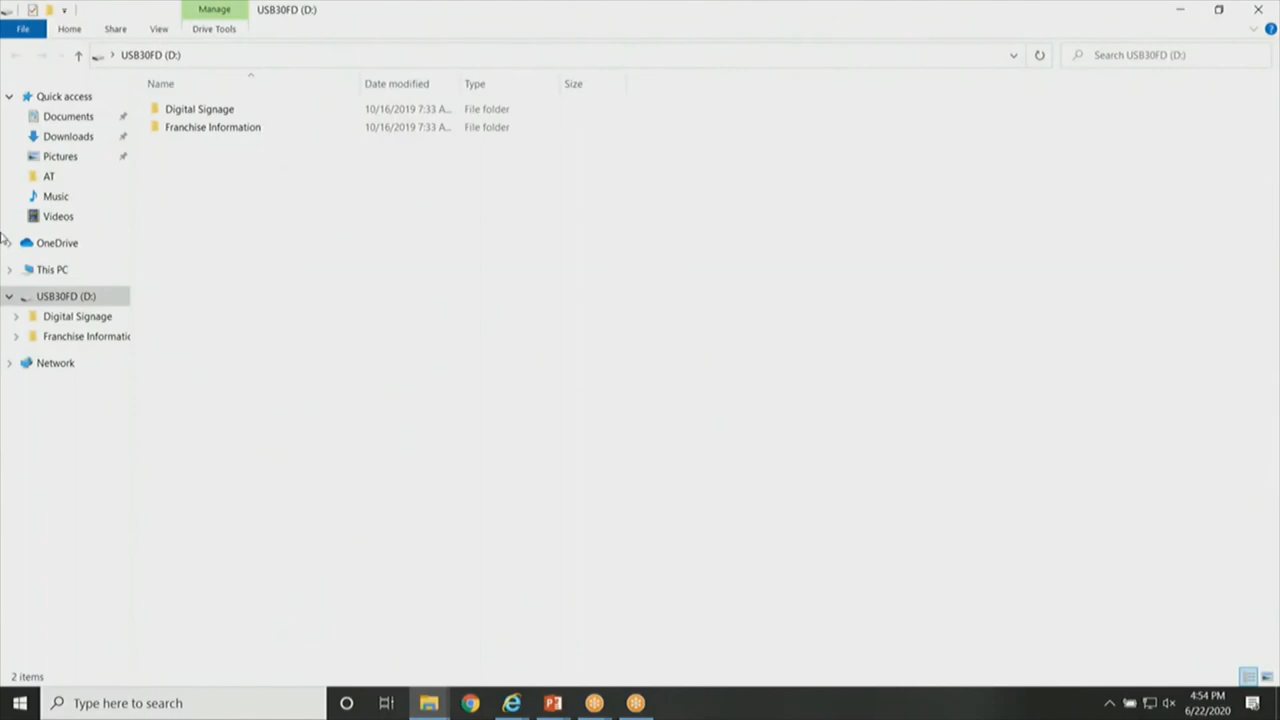 Manage
USB30FD (D:)
File
Home
Share
View
Drive Tools
USB30FD (D:)
Search USB30FD (D:)
Name
Date modified
Type
Size
Digital Signage
10/16/2019 7:33 A...
File folder
Franchise Information
10/16/2019 7:33 A...
File folder
Quick access
Documents
Downloads
Pictures
AT
Music
Videos
OneDrive
This PC
USB30FD (D:)
Digital Signage
Franchise Informatic
Network
2 items
Type here to search
4:54 PM
6/22/2020